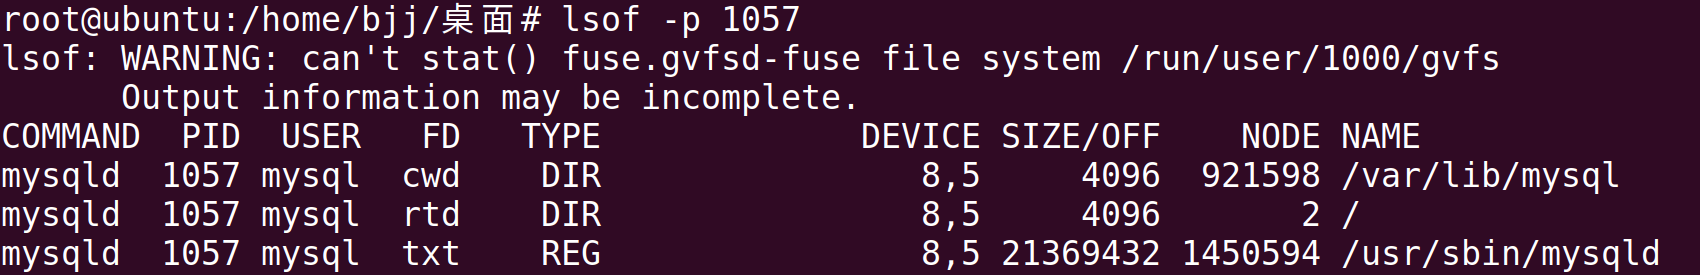 root@ubuntu:/home/bjj/桌面# lsof -p 1057
lsof: WARNING: can't stat() fuse.gvfsd-fuse file system /run/user/1000/gvfs
      Output information may be incomplete.
COMMAND  PID  USER   FD   TYPE             DEVICE SIZE/OFF    NODE NAME
mysqld  1057 mysql  cwd    DIR                8,5     4096  921598 /var/lib/mysql
mysqld  1057 mysql  rtd    DIR                8,5     4096       2 /
mysqld  1057 mysql  txt    REG                8,5 21369432 1450594 /usr/sbin/mysqld